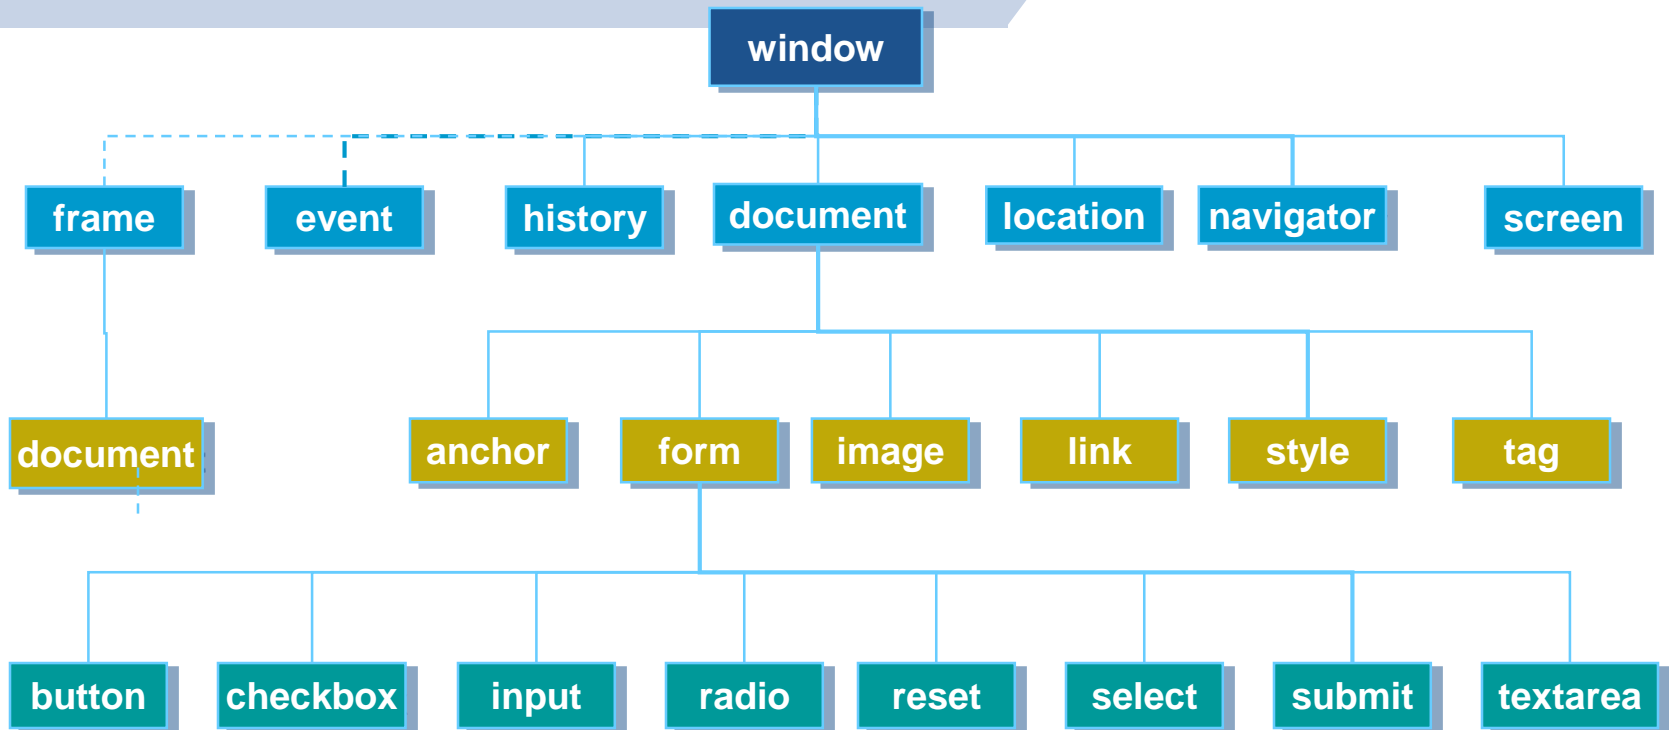 window
frame
event
history
document
location
navigator
screen
document
anchor
form
image
link
style
tag
button
checkbox
input
radio
reset
select
submit
textarea